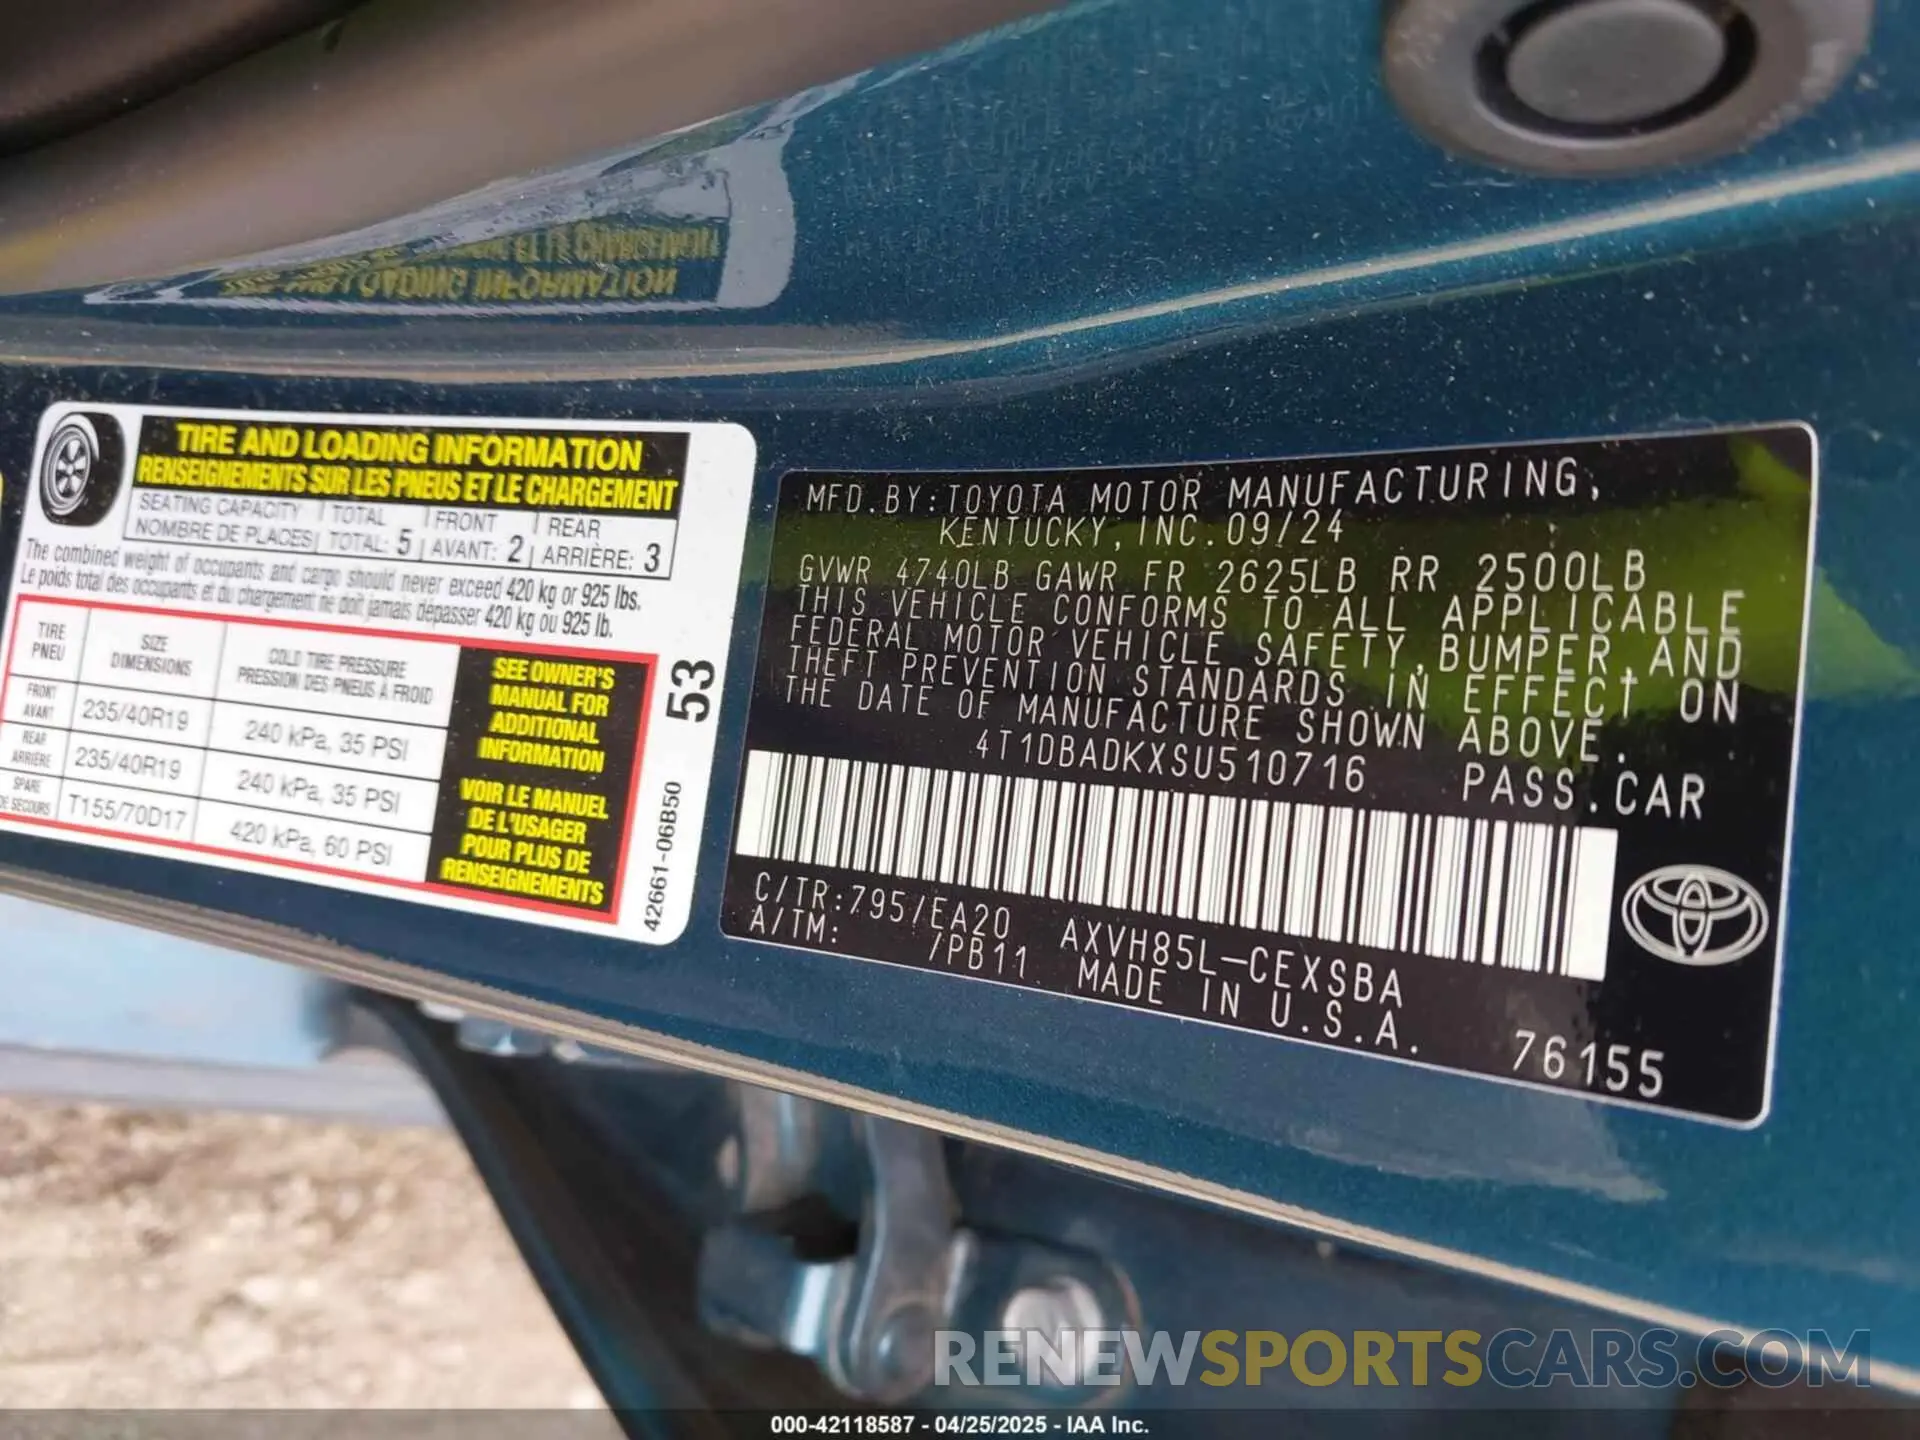 TIRE AND LOADING INFORMATION
RENSEIGNEMENTS SUR LES PNEUS ET LE CHARGEMENT
SEATING CAPACITY | TOTAL | FRONT | REAR
NOMBRE DE PLACES | TOTAL: 5 | AVANT: 2 | ARRIÈRE: 3
The combined weight of occupants and cargo should never exceed 420 kg or 925 lbs.
Le poids total des occupants et du chargement ne doit jamais dépasser 420 kg ou 925 lb.
TIRE PNEU
SIZE DIMENSIONS
COLD TIRE PRESSURE
PRESSION DES PNEUS À FROID
FRONT AVANT 235/40R19 240 kPa, 35 PSI
REAR ARRIÈRE 235/40R19 240 kPa, 35 PSI
SPARE DE SECOURS T155/70D17 420 kPa, 60 PSI
SEE OWNER'S
MANUAL FOR
ADDITIONAL
INFORMATION
VOIR LE MANUEL
DE L'USAGER
POUR PLUS DE
RENSEIGNEMENTS
53
42661-06B50
MFD.BY:TOYOTA MOTOR MANUFACTURING,
KENTUCKY,INC.09/24
GVWR 4740LB GAWR FR 2625LB RR 2500LB
THIS VEHICLE CONFORMS TO ALL APPLICABLE
FEDERAL MOTOR VEHICLE SAFETY,BUMPER,AND
THEFT PREVENTION STANDARDS IN EFFECT ON
THE DATE OF MANUFACTURE SHOWN ABOVE.
4T1DBADKXSU510716 PASS.CAR
C/TR:795/EA20 AXVH85L-CEXSBA
A/TM: /PB11 MADE IN U.S.A.
76155
RENEWSPORTSCARS.COM
000-42118587 - 04/25/2025 - IAA Inc.